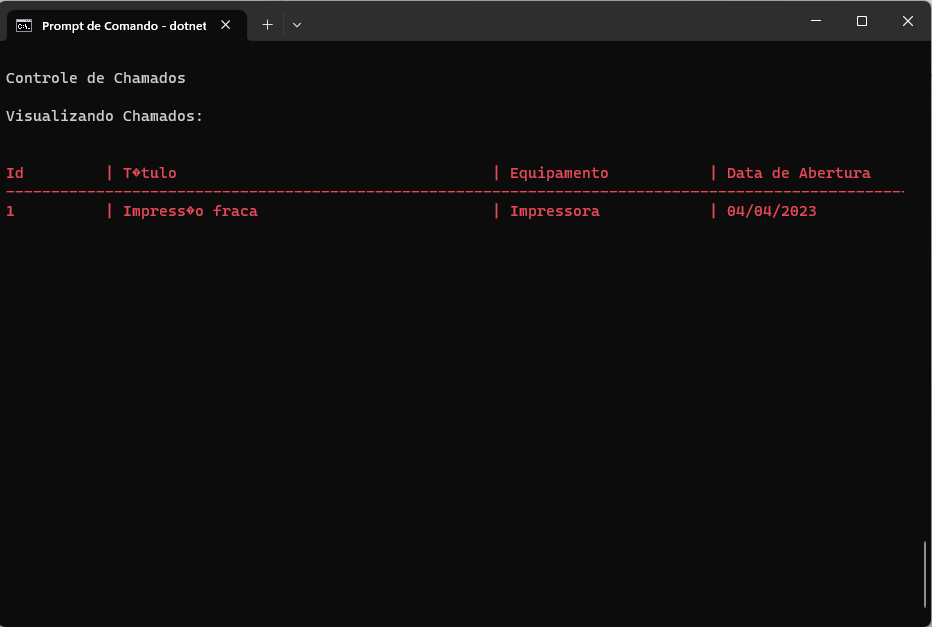 Prompt de Comando - dotnet
Controle de Chamados
Visualizando Chamados:
Id | T�tulo | Equipamento | Data de Abertura
----------------------------------------------------------------------------------------------------
1 | Impress�o fraca | Impressora | 04/04/2023